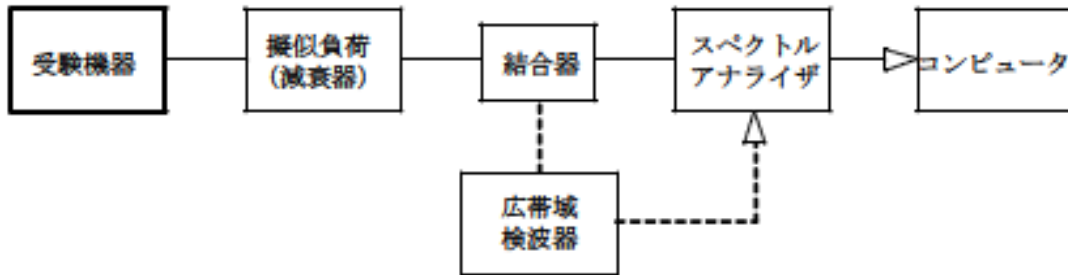 受験機器
擬似負荷
(減衰器)
結合器
スペクトル
アナライザ
コンピュータ
広帯域
検波器